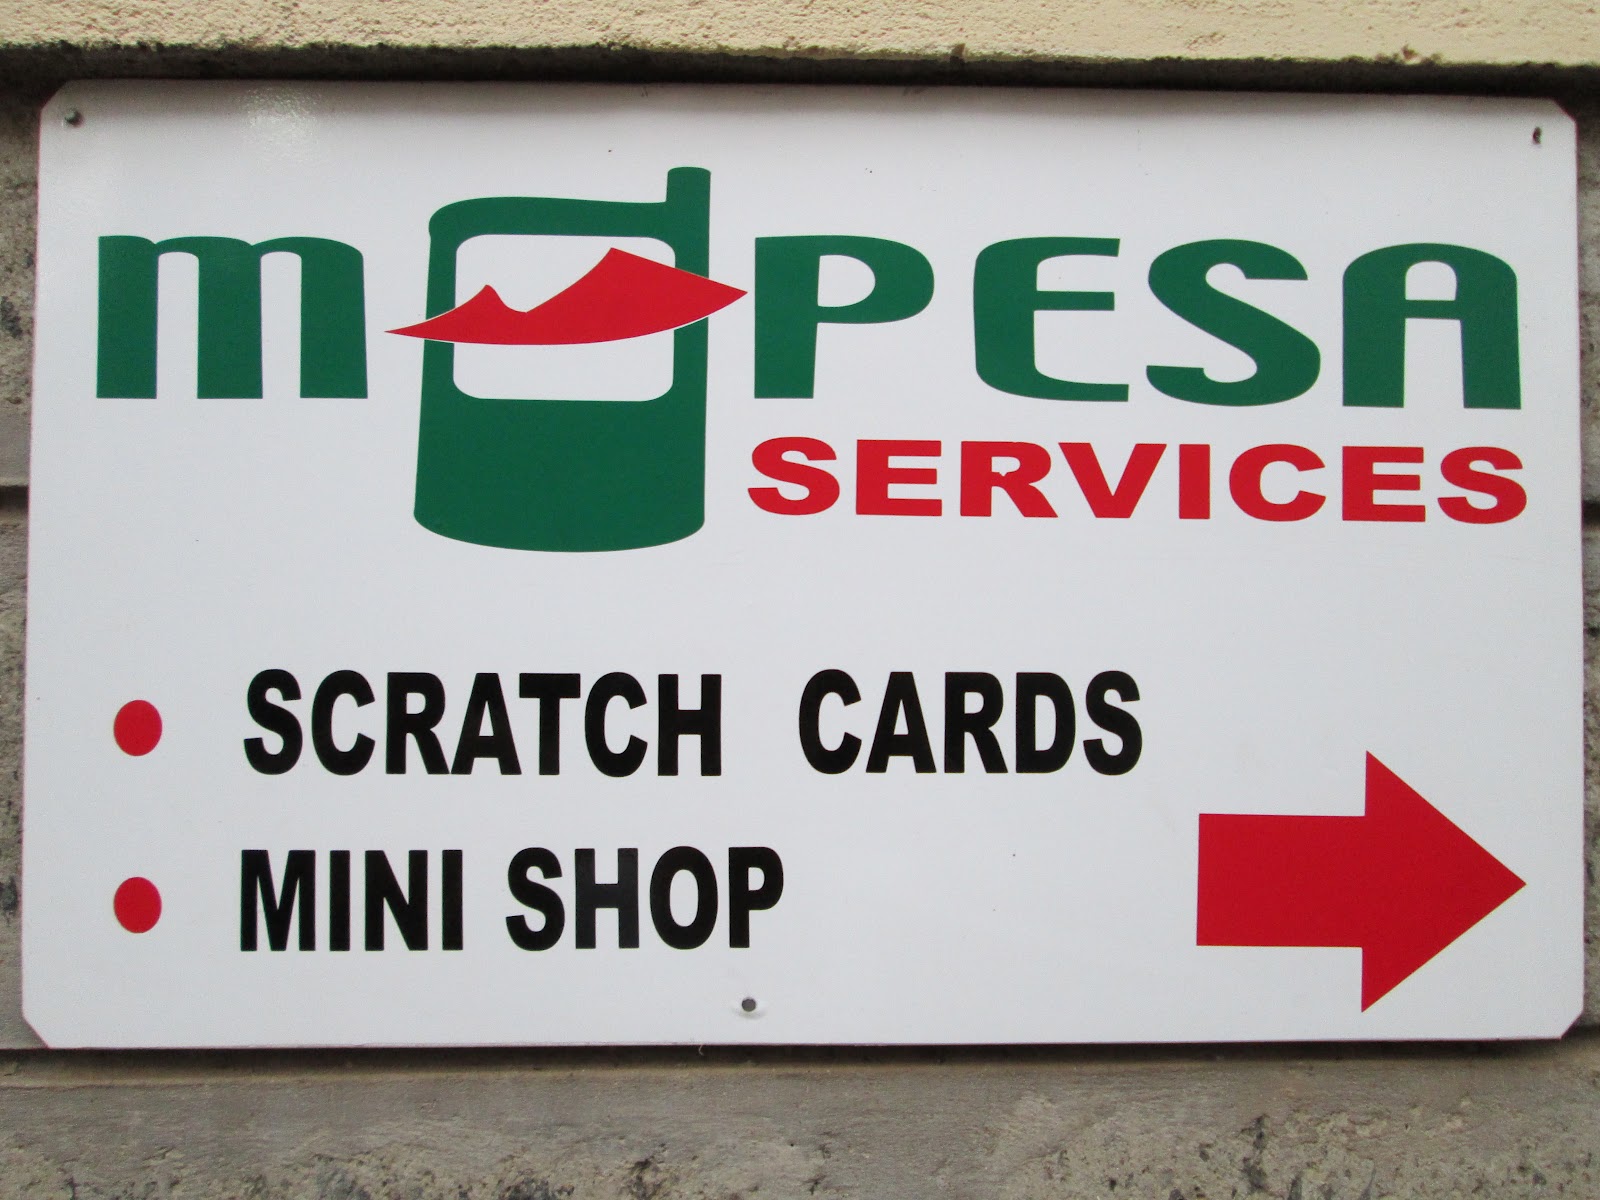 m PESA
SERVICES
SCRATCH CARDS
MINI SHOP